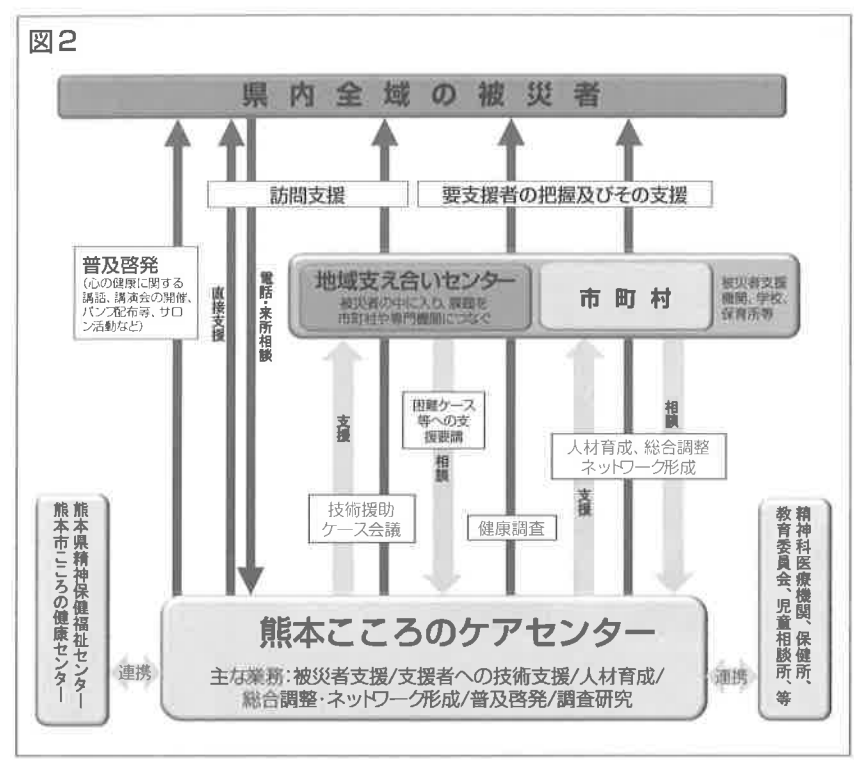 図2
県内全域の被災者
訪問支援
要支援者の把握及びその支援
普及啓発
(心の健康に関する
講話、講演会の開催、
パンフ配布等、サロ
ン活動など)
直接支援
電話・来所相談
地域支え合いセンター
被災者の中に入り、課題を
市町村や専門機関につなぐ
市町村
被災者支援
機関、学校、
保育所等
支援
困難ケース
等への支
援要請
相談
相談
人材育成、総合調整
ネットワーク形成
支援
技術援助
ケース会議
健康調査
熊本県精神保健福祉センター
熊本市こころの健康センター
精神科医療機関、保健所、
教育委員会、児童相談所、等
連携
連携
熊本こころのケアセンター
主な業務:被災者支援/支援者への技術支援/人材育成/
総合調整・ネットワーク形成/普及啓発/調査研究